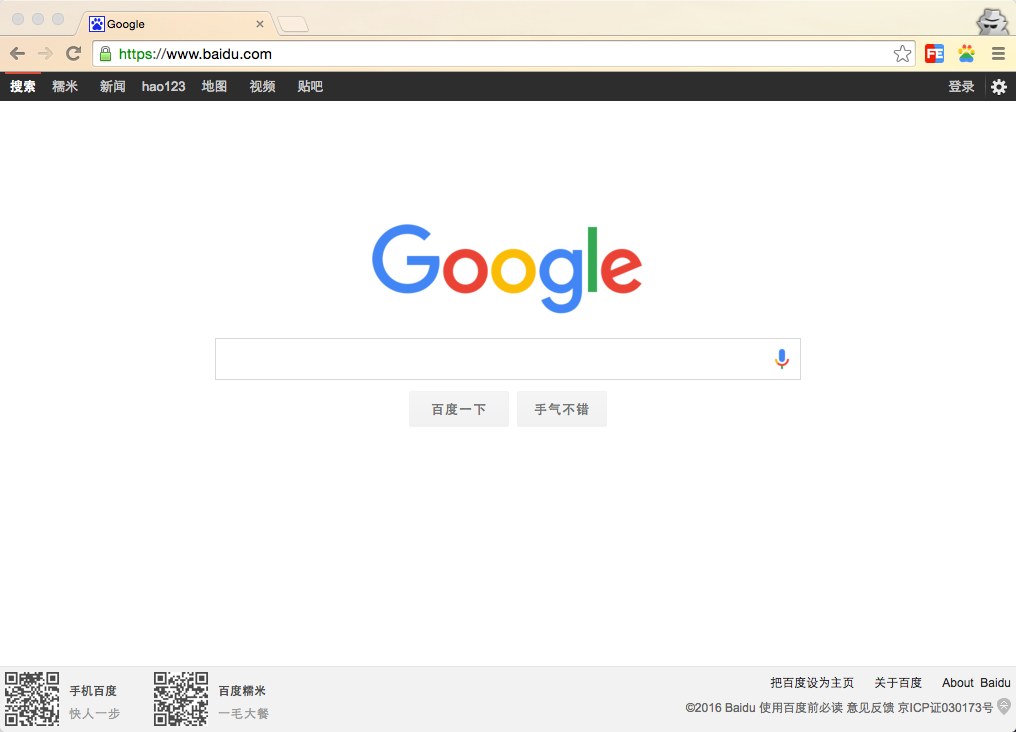 Google
https://www.baidu.com
FE
搜索 糯米 新闻 hao123 地图 视频 贴吧 登录
Google
百度一下 手气不错
手机百度
快人一步
百度糯米
一毛大餐
把百度设为主页 关于百度 About Baidu
©2016 Baidu 使用百度前必读 意见反馈 京ICP证030173号